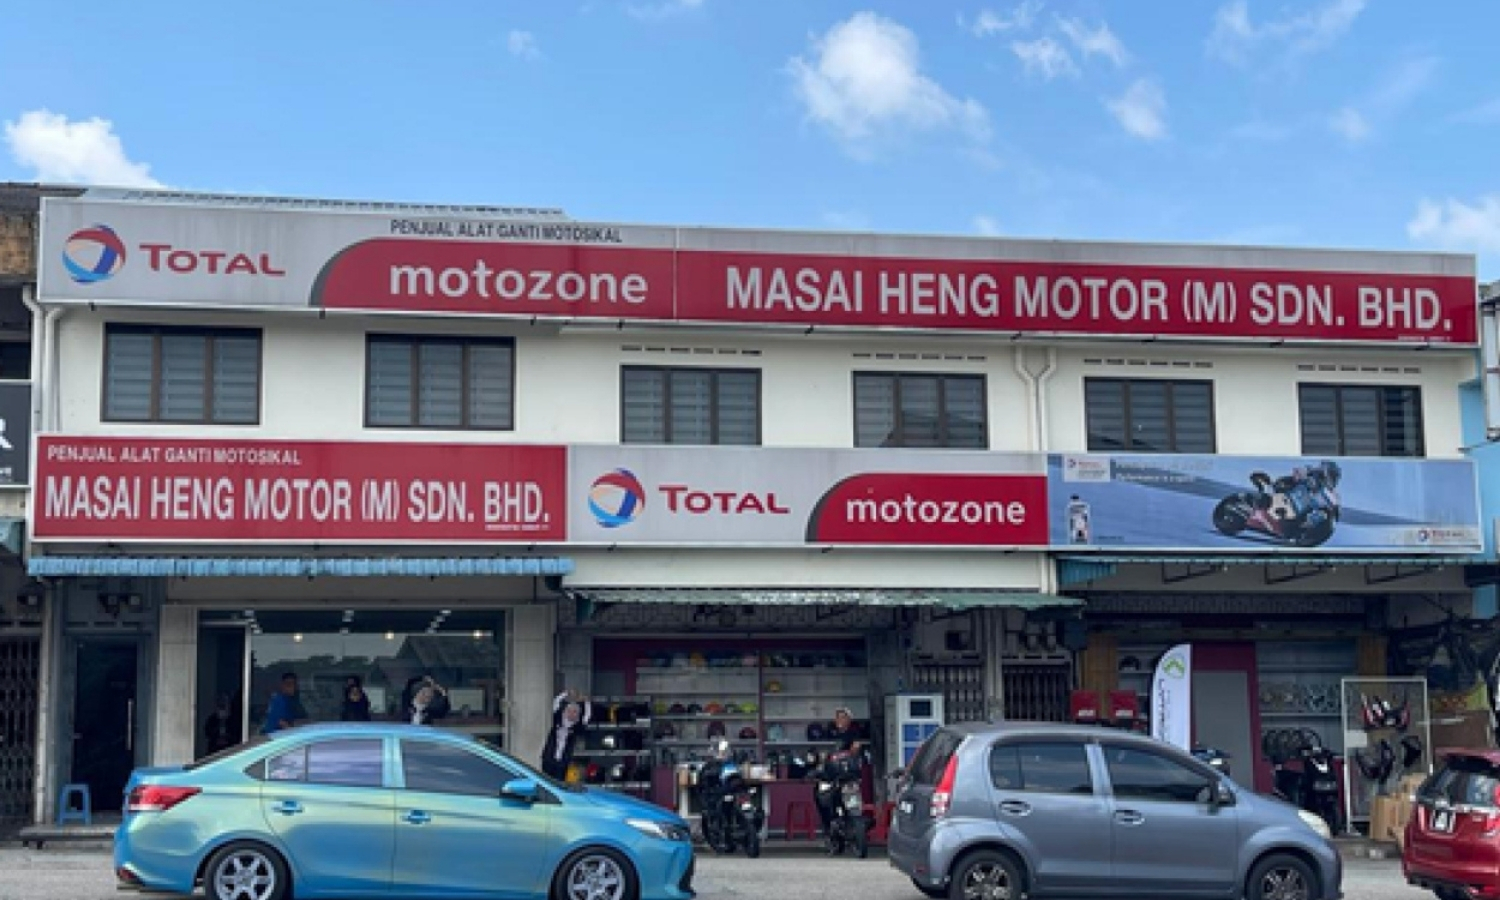 PENJUAL ALAT GANTI MOTOSIKAL
TOTAL
motozone
MASAI HENG MOTOR (M) SDN. BHD.
PENJUAL ALAT GANTI MOTOSIKAL
MASAI HENG MOTOR (M) SDN. BHD.
TOTAL
motozone